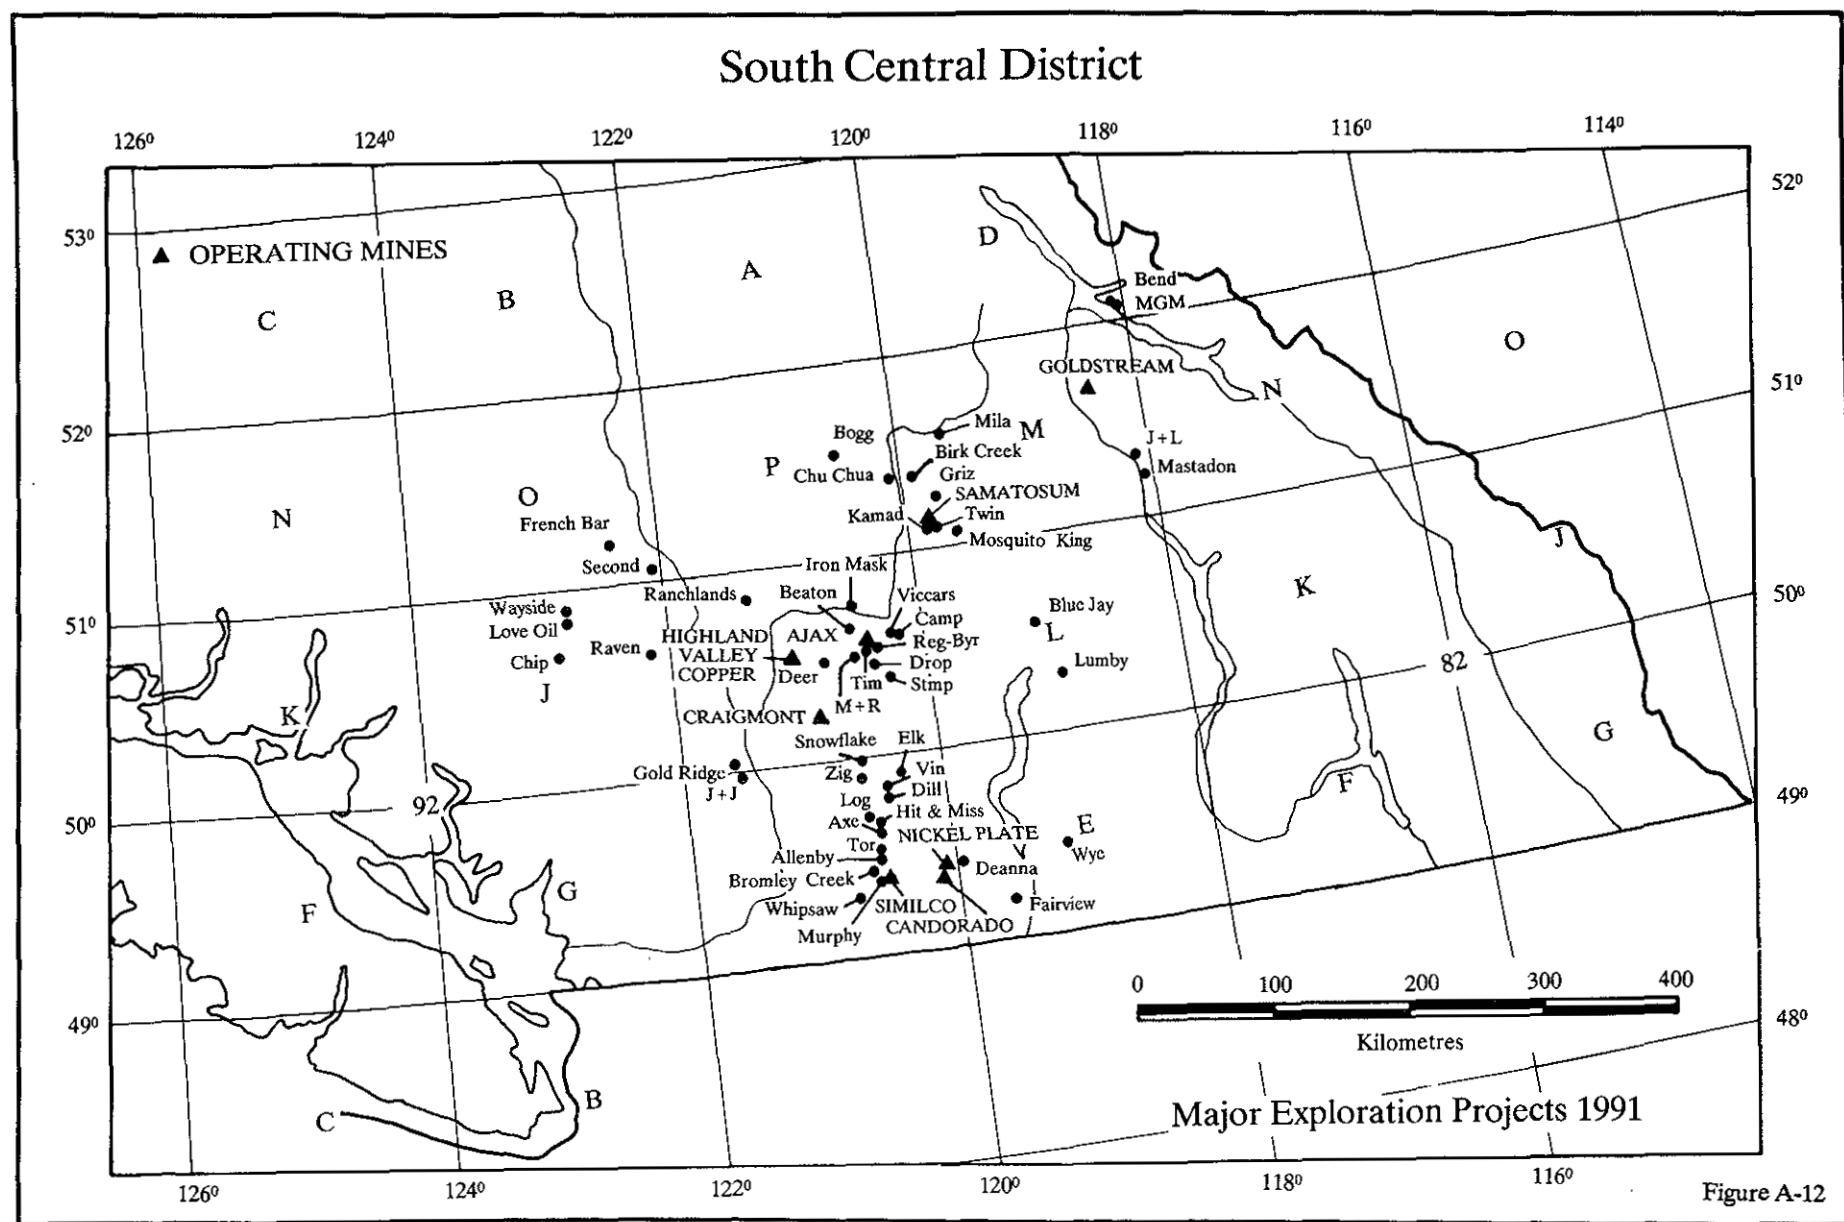 South Central District
126⁰ 124⁰ 122⁰ 120⁰ 118⁰ 116⁰ 114⁰
52⁰
53⁰
▲ OPERATING MINES
D
A
B
C
Bend
MGM
O
GOLDSTREAM
N
51⁰
52⁰
Mila
M
Bogg
Birk Creek
J+L
P
Chu Chua
Griz
Mastadon
SAMATOSUM
O
N
French Bar
Kamad
Twin
Mosquito King
J
Second
Iron Mask
K
50⁰
Ranchlands
Beaton
Viccars
Wayside
Blue Jay
Camp
51⁰
Love Oil
HIGHLAND
VALLEY
COPPER
AJAX
Reg-Byr
L
Raven
Chip
Drop
Lumby
82
Deer
Tim
Stmp
J
M+R
K
CRAIGMONT
G
Snowflake
Elk
Gold Ridge
Zig
Vin
J+J
Dill
F
49⁰
92
Log
Hit & Miss
50⁰
Axe
NICKEL PLATE
E
Tor
Wyc
Allenby
Deanna
Bromley Creek
G
F
Whipsaw
SIMILCO
Fairview
Murphy
CANDORADO
0 100 200 300 400
Kilometres
49⁰
48⁰
B
C
Major Exploration Projects 1991
126⁰ 124⁰ 122⁰ 120⁰ 118⁰ 116⁰
Figure A-12